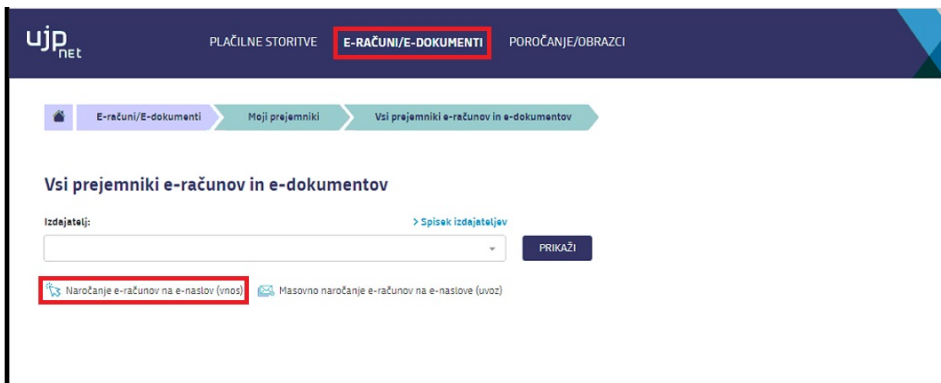 ujp
net
PLAČILNE STORITVE
E-RAČUNI/E-DOKUMENTI
POROČANJE/OBRAZCI
E-računi/E-dokumenti
Moji prejemniki
Vsi prejemniki e-računov in e-dokumentov
Vsi prejemniki e-računov in e-dokumentov
Izdajatelj:
> Spisek izdajateljev
PRIKAŽI
Naročanje e-računov na e-naslov (vnos)
Masovno naročanje e-računov na e-naslove (uvoz)